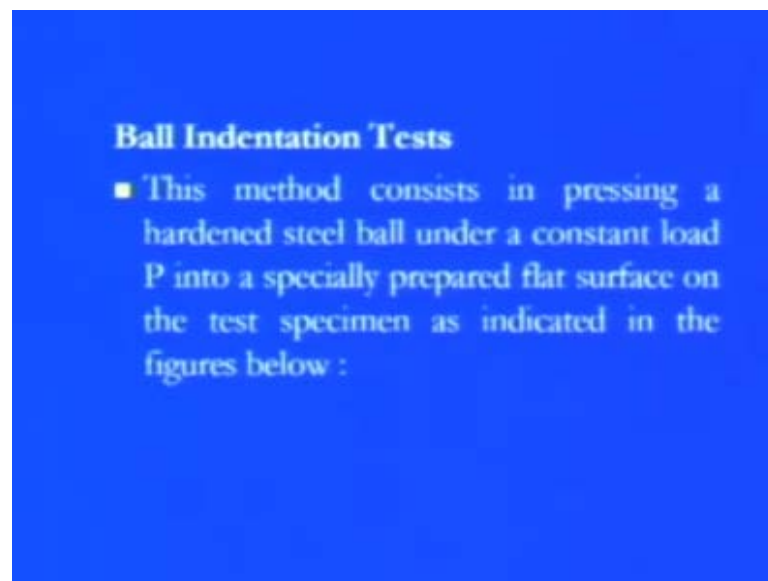 Ball Indentation Tests
This method consists in pressing a
hardened steel ball under a constant load
P into a specially prepared flat surface on
the test specimen as indicated in the
figures below :